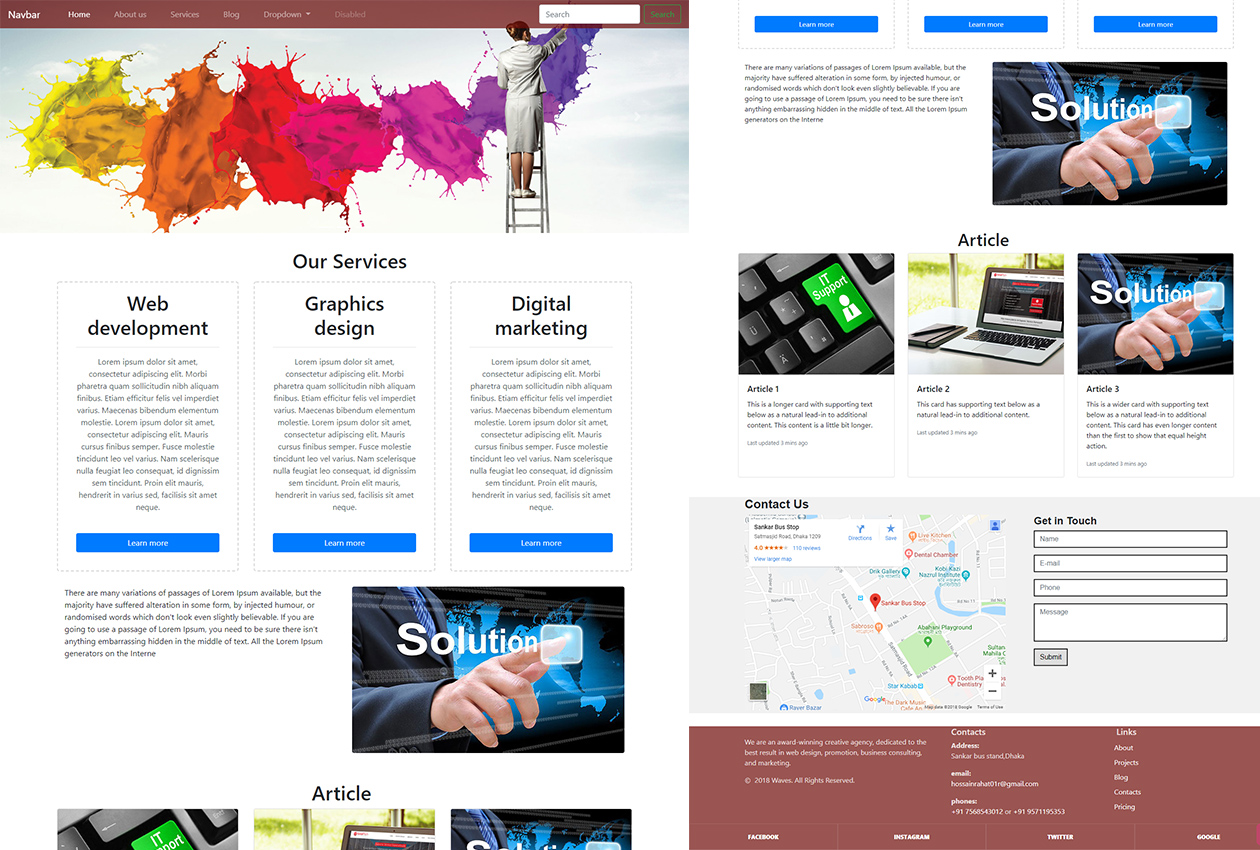 Navbar
Home
About us
Services
Blog
Dropdown
Disabled
Search
Search
Our Services
Web
development
Lorem ipsum dolor sit amet,
consectetur adipiscing elit. Morbi
pharetra quam sollicitudin nibh aliquam
finibus. Etiam efficitur felis vel imperdiet
varius. Maecenas bibendum elementum
molestie. Lorem ipsum dolor sit amet,
consectetur adipiscing elit. Mauris
cursus finibus semper. Fusce molestie
tincidunt leo vel varius. Nam scelerisque
nulla feugiat leo consequat, id dignissim
sem tincidunt. Proin elit mauris,
hendrerit in varius sed, facilisis sit amet
neque.
Learn more
Graphics
design
Lorem ipsum dolor sit amet,
consectetur adipiscing elit. Morbi
pharetra quam sollicitudin nibh aliquam
finibus. Etiam efficitur felis vel imperdiet
varius. Maecenas bibendum elementum
molestie. Lorem ipsum dolor sit amet,
consectetur adipiscing elit. Mauris
cursus finibus semper. Fusce molestie
tincidunt leo vel varius. Nam scelerisque
nulla feugiat leo consequat, id dignissim
sem tincidunt. Proin elit mauris,
hendrerit in varius sed, facilisis sit amet
neque.
Learn more
Digital
marketing
Lorem ipsum dolor sit amet,
consectetur adipiscing elit. Morbi
pharetra quam sollicitudin nibh aliquam
finibus. Etiam efficitur felis vel imperdiet
varius. Maecenas bibendum elementum
molestie. Lorem ipsum dolor sit amet,
consectetur adipiscing elit. Mauris
cursus finibus semper. Fusce molestie
tincidunt leo vel varius. Nam scelerisque
nulla feugiat leo consequat, id dignissim
sem tincidunt. Proin elit mauris,
hendrerit in varius sed, facilisis sit amet
neque.
Learn more
There are many variations of passages of Lorem Ipsum available, but the
majority have suffered alteration in some form, by injected humour, or
randomised words which don't look even slightly believable. If you are
going to use a passage of Lorem Ipsum, you need to be sure there isn't
anything embarrassing hidden in the middle of text. All the Lorem Ipsum
generators on the Interne
Solution
Article
IT
Solution
Learn more
Learn more
Learn more
There are many variations of passages of Lorem Ipsum available, but the
majority have suffered alteration in some form, by injected humour, or
randomised words which don't look even slightly believable. If you are
going to use a passage of Lorem Ipsum, you need to be sure there isn't
anything embarrassing hidden in the middle of text. All the Lorem Ipsum
generators on the Interne
Solution
Article
IT
Support
Solution
Article 1
This is a longer card with supporting text
below as a natural lead-in to additional
content. This content is a little bit longer.
Last updated 3 mins ago
Article 2
This card has supporting text below as a
natural lead-in to additional content.
Last updated 3 mins ago
Article 3
This is a wider card with supporting text
below as a natural lead-in to additional
content. This card has even longer content
than the first to show that equal height
action.
Last updated 3 mins ago
Contact Us
Sankar Bus Stop
Satmasjid Road, Dhaka 1209
4.0 ★★★★ 110 reviews
View larger map
Directions
Save
Live Kitchen
Dental Chamber
Drik Gallery
Kobi Kazi
Nazrul Institute
Sankar Bus Stop
Sabroso
Abahani Playground
Satmasjid Road
Sultana
Mahila C
Star Kabab
Tooth
Dentistry
Google
The Dark Music
Cafe
Raver Bazar
Map data ©2018 Google
Terms of Use
Get in Touch
Name
E-mail
Phone
Message
Submit
We are an award-winning creative agency, dedicated to the
best result in web design, promotion, business consulting,
and marketing.
© 2018 Waves. All Rights Reserved.
Contacts
Address:
Sankar bus stand,Dhaka
email:
hossainrahat01r@gmail.com
phones:
+91 7568543012 or +91 9571195353
Links
About
Projects
Blog
Contacts
Pricing
FACEBOOK
INSTAGRAM
TWITTER
GOOGLE